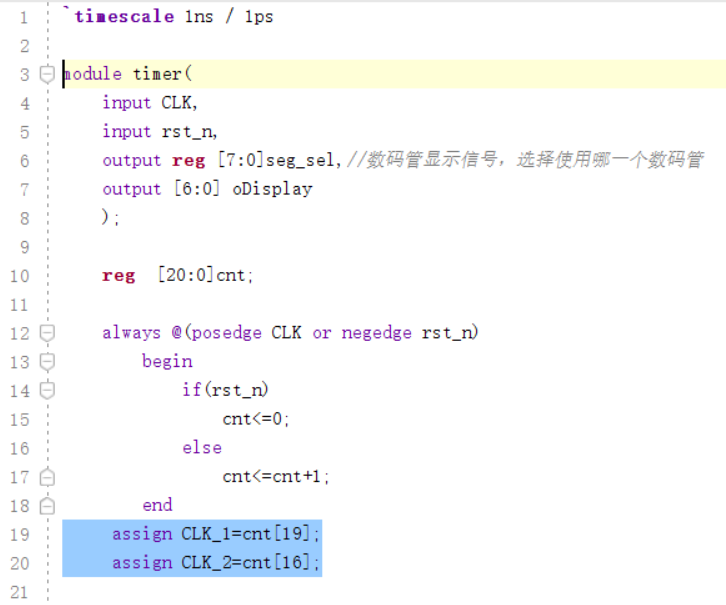 1 `timescale 1ns / 1ps
2
3 module timer(
4 input CLK,
5 input rst_n,
6 output reg [7:0]seg_sel,//数码管显示信号，选择使用哪一个数码管
7 output [6:0] oDisplay
8 );
9
10 reg [20:0]cnt;
11
12 always @(posedge CLK or negedge rst_n)
13 begin
14 if(rst_n)
15 cnt<=0;
16 else
17 cnt<=cnt+1;
18 end
19 assign CLK_1=cnt[19];
20 assign CLK_2=cnt[16];
21